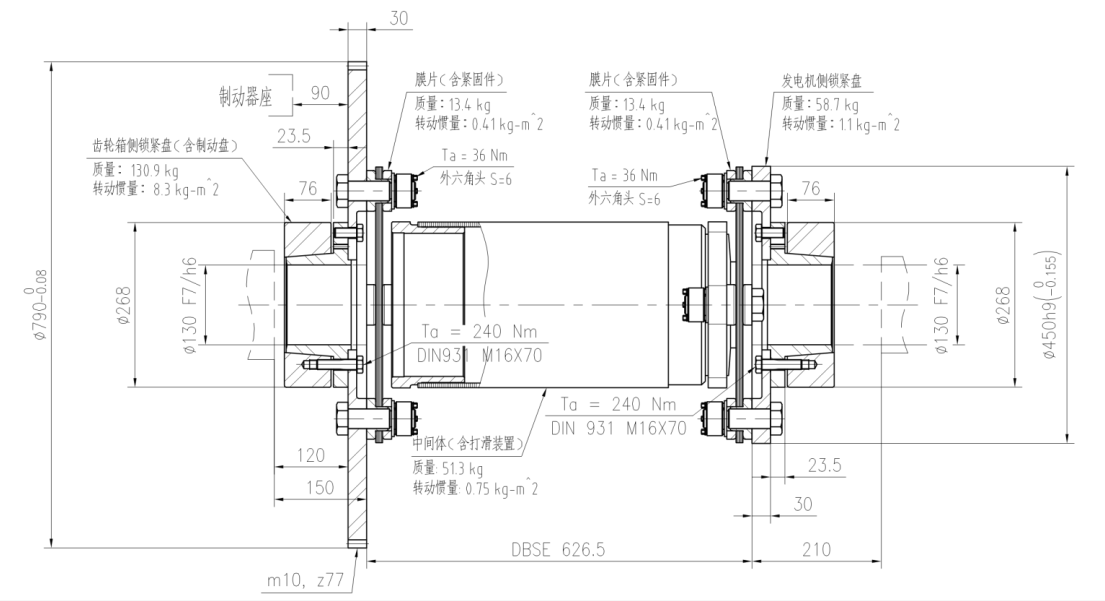 30
膜片(含紧固件)
质量: 13.4 kg
转动惯量: 0.41 kg-m^2
膜片(含紧固件)
质量: 13.4 kg
转动惯量: 0.41 kg-m^2
发电机侧锁紧盘
质量: 58.7 kg
转动惯量: 1.1 kg-m^2
制动器座
90
23.5
齿轮箱侧锁紧盘(含制动盘)
质量: 130.9 kg
转动惯量: 8.3 kg-m^2
Ta = 36 Nm
外六角头 S=6
Ta = 36 Nm
外六角头 S=6
76
76
ϕ790-0.08
0
ϕ268
ϕ130 F7/h6
ϕ130 F7/h6
ϕ268
ϕ450h9(-0.155)
0
Ta = 240 Nm
DIN931 M16X70
Ta = 240 Nm
DIN 931 M16X70
中间体(含打滑装置)
质量: 51.3 kg
转动惯量: 0.75 kg-m^2
120
150
23.5
30
DBSE 626.5
210
m10, z77